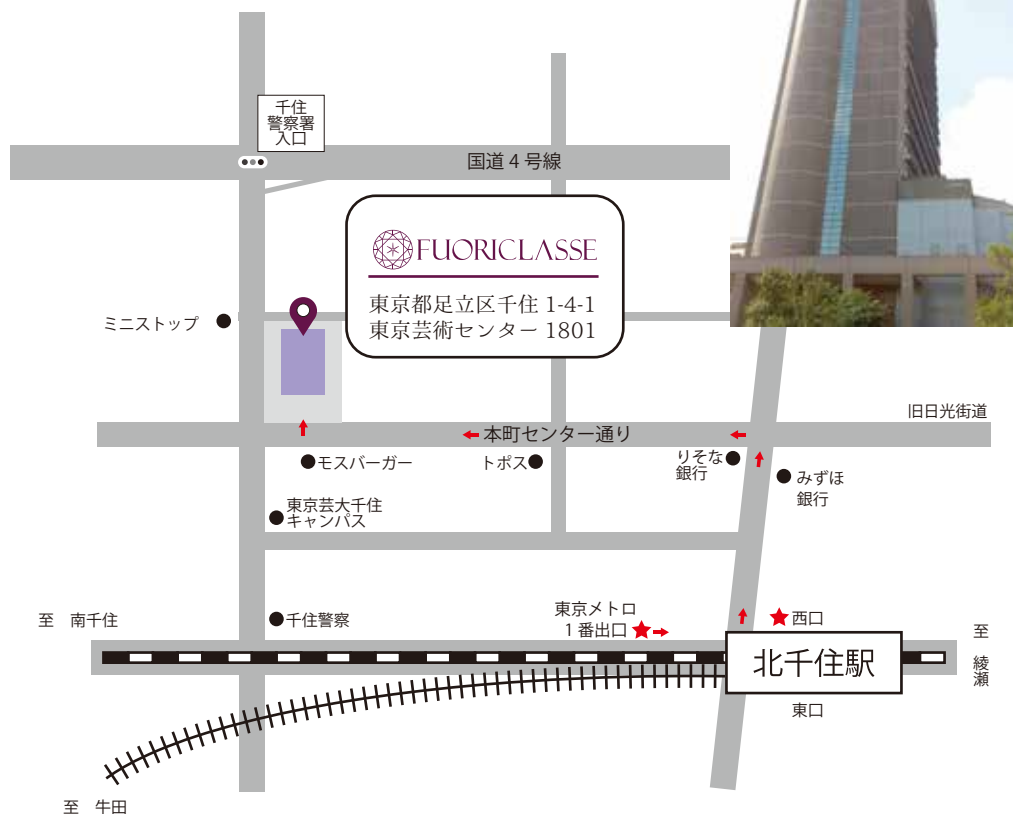 千住
警察署
入口
国道4号線
FUORICLASSE
東京都足立区千住 1-4-1
東京芸術センター 1801
ミニストップ
旧日光街道
本町センター通り
モスバーガー
トポス
りそな
銀行
みずほ
銀行
東京芸大千住
キャンパス
千住警察
東京メトロ
1番出口
西口
至 南千住
至 綾瀬
北千住駅
東口
至 牛田